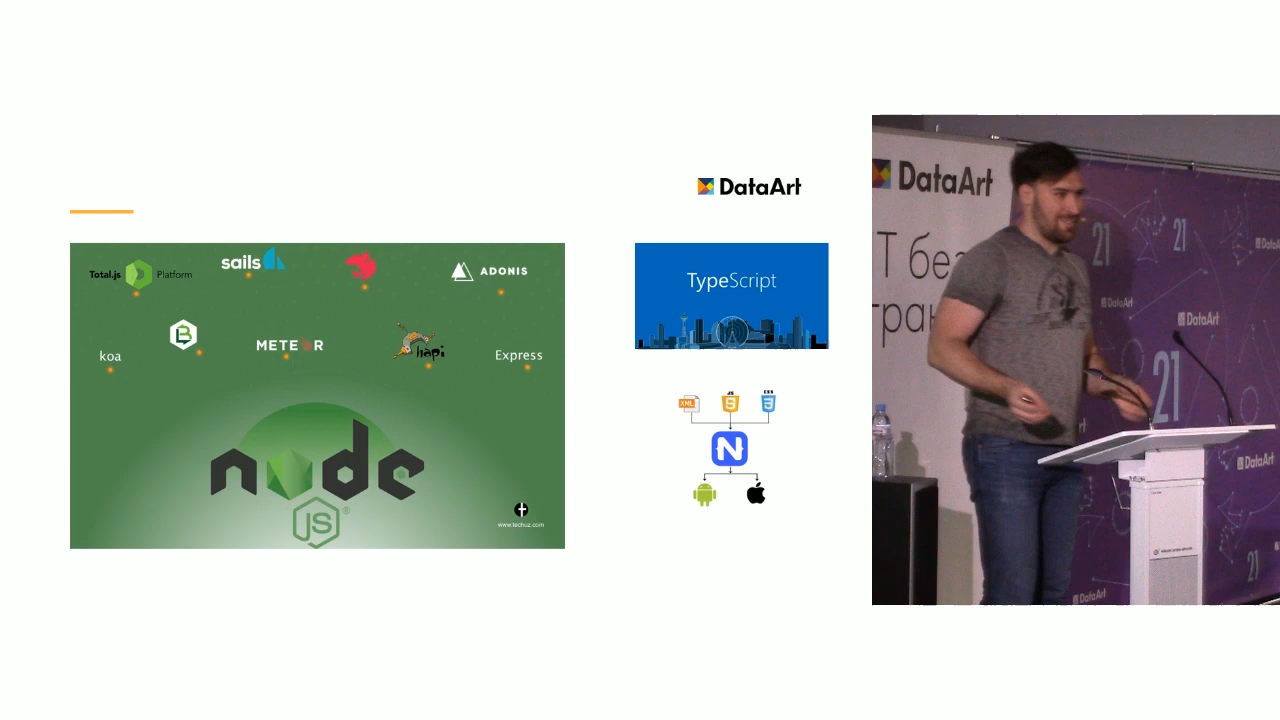 DataArt
Total.js
Platform
sails
ADONIS
TypeScript
koa
METEOR
hapi
Express
XML
JS
CSS
N
node
JS
www.techuz.com
DataArt
21
DataArt
21
DataArt
21
DataArt
DataArt